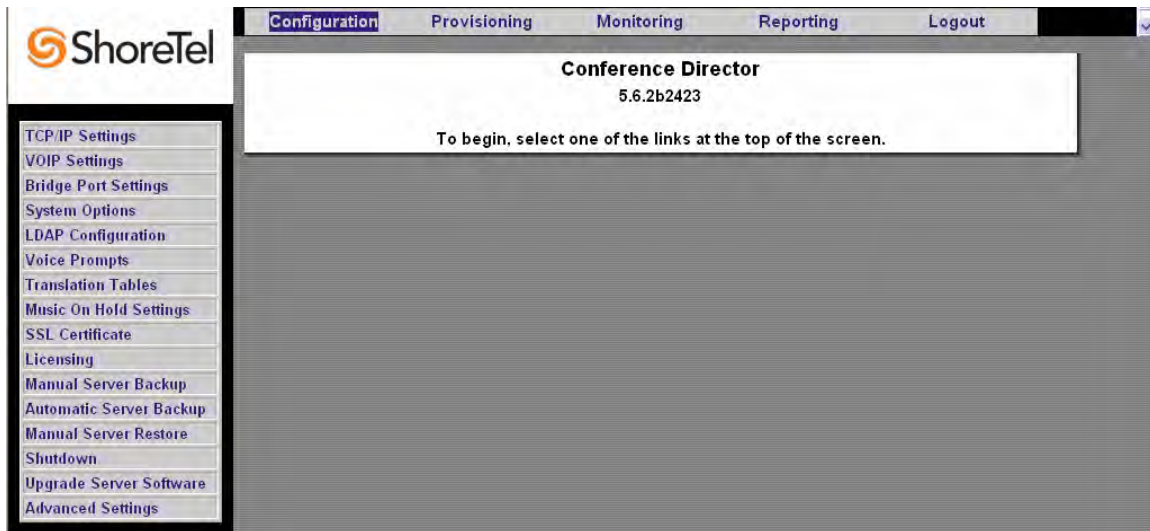 ShoreTel
Configuration Provisioning Monitoring Reporting Logout
Conference Director
5.6.2b2423
To begin, select one of the links at the top of the screen.
TCP/IP Settings
VOIP Settings
Bridge Port Settings
System Options
LDAP Configuration
Voice Prompts
Translation Tables
Music On Hold Settings
SSL Certificate
Licensing
Manual Server Backup
Automatic Server Backup
Manual Server Restore
Shutdown
Upgrade Server Software
Advanced Settings